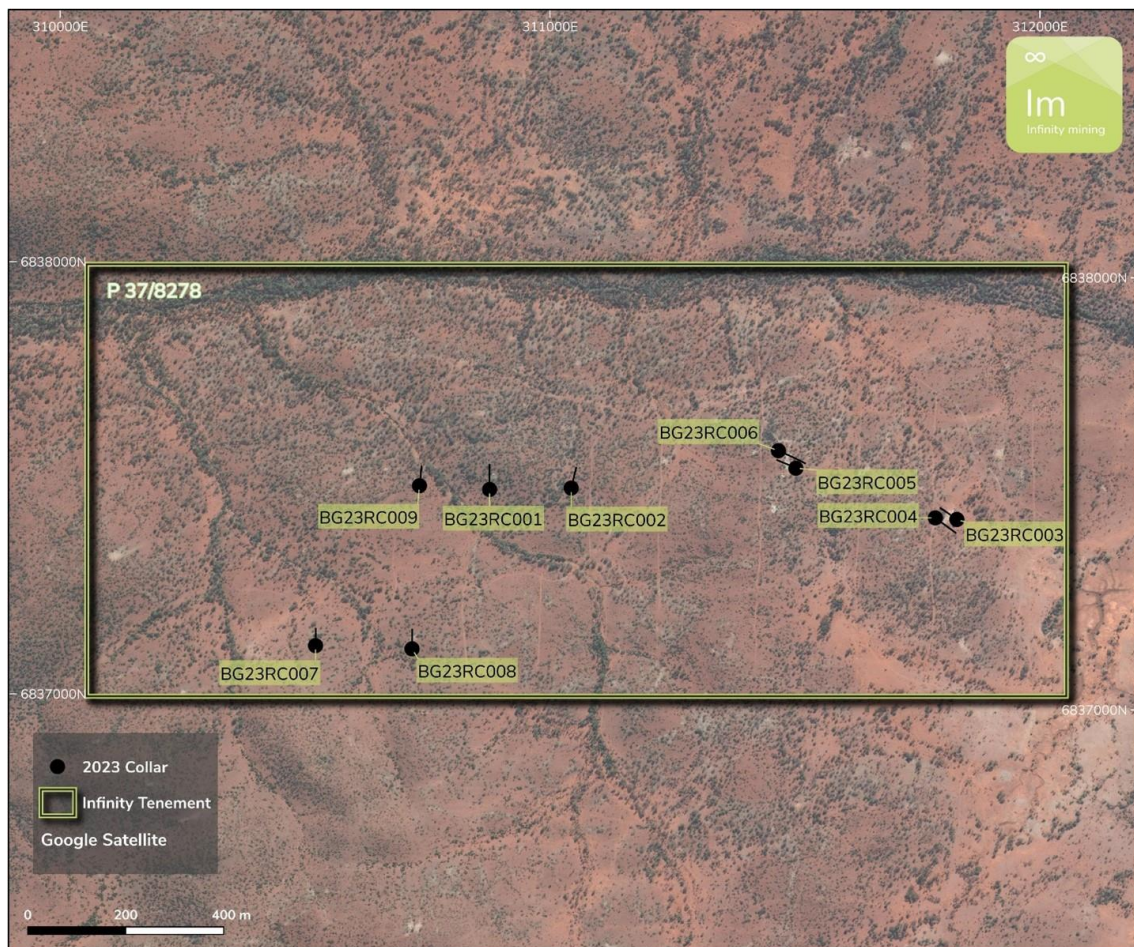 310000E
311000E
312000E
∞
Im
Infinity mining
6838000N
6838000N
P 37/8278
BG23RC006
BG23RC005
BG23RC009
BG23RC001
BG23RC002
BG23RC004
BG23RC003
BG23RC007
BG23RC008
6837000N
6837000N
2023 Collar
Infinity Tenement
Google Satellite
0
200
400 m